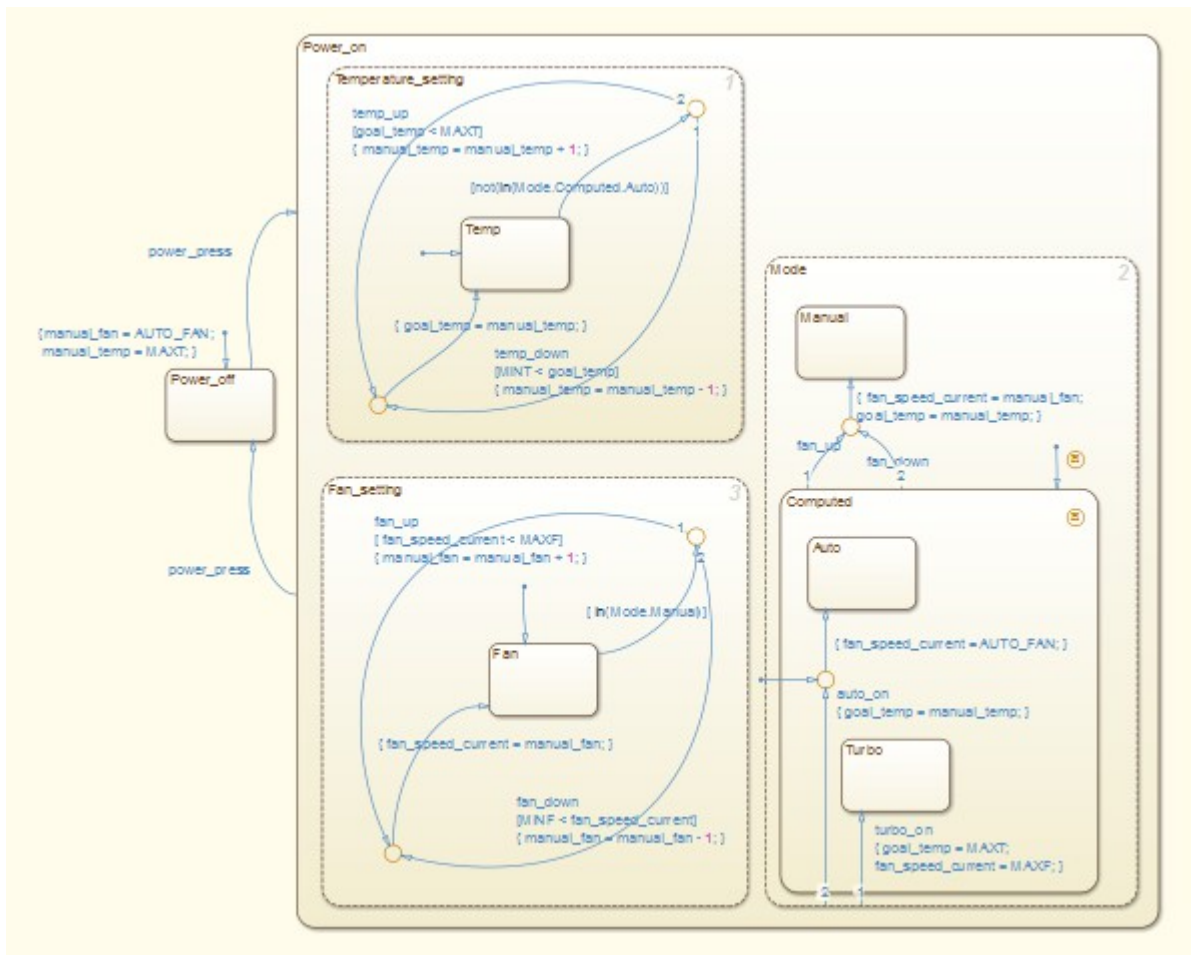 Power_on
Temperature_setting
1
temp_up
[goal_temp < MAXT]
{ manual_temp = manual_temp + 1; }
2
1
[not(in(Mode.Computed.Auto))]
Temp
{ goal_temp = manual_temp; }
temp_down
[MINT < goal_temp]
{ manual_temp = manual_temp - 1; }
power_press
{manual_fan = AUTO_FAN;
manual_temp = MAXT; }
Power_off
power_press
Fan_setting
3
fan_up
[ fan_speed_current < MAXF]
{ manual_fan = manual_fan + 1; }
1
2
[ in(Mode.Manual) ]
Fan
{ fan_speed_current = manual_fan; }
fan_down
[MINF < fan_speed_current]
{ manual_fan = manual_fan - 1; }
Mode
2
Manual
{ fan_speed_current = manual_fan;
goal_temp = manual_temp; }
fan_up
fan_down
1
2
H
Computed
H
Auto
{ fan_speed_current = AUTO_FAN; }
auto_on
{ goal_temp = manual_temp; }
Turbo
turbo_on
{ goal_temp = MAXT;
fan_speed_current = MAXF; }
2
1